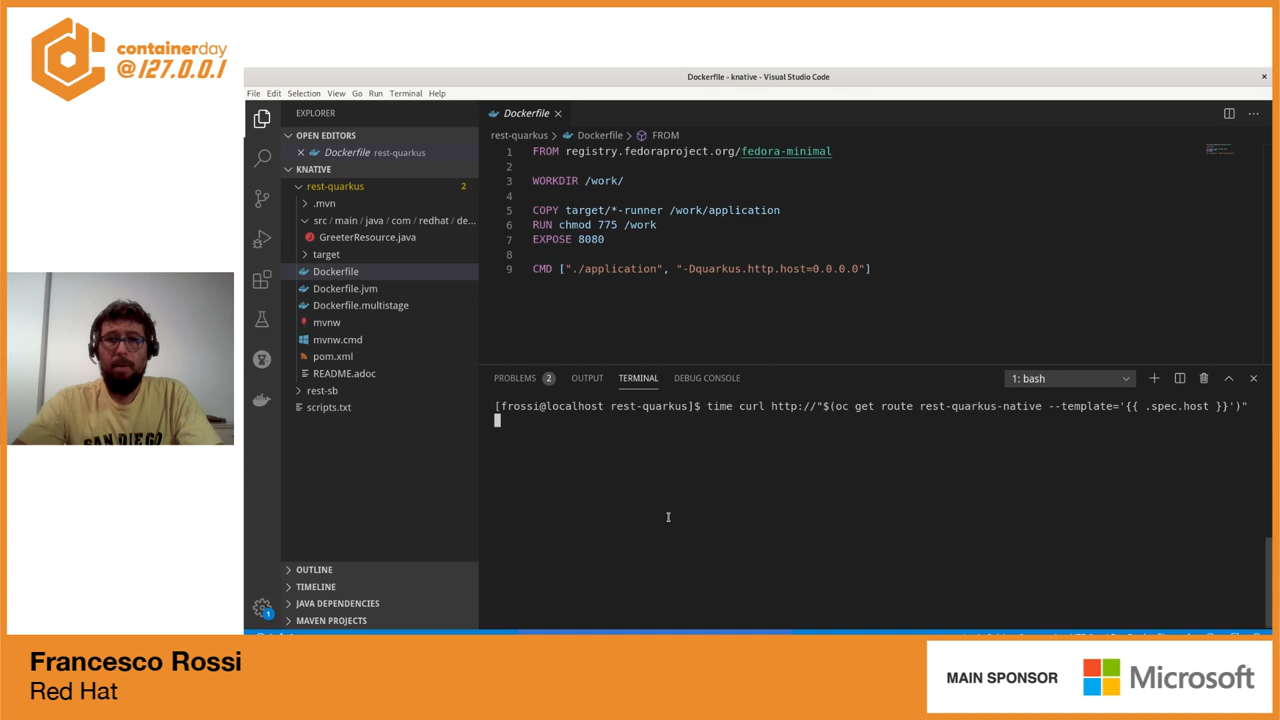 containerday
@127.0.0.1
Dockerfile - knative - Visual Studio Code
File Edit Selection View Go Run Terminal Help
EXPLORER
OPEN EDITORS
Dockerfile rest-quarkus
KNATIVE
rest-quarkus 2
.mvn
src / main / java / com / redhat / de...
GreeterResource.java
target
Dockerfile
Dockerfile.jvm
Dockerfile.multistage
mvnw
mvnw.cmd
pom.xml
README.adoc
rest-sb
scripts.txt
OUTLINE
TIMELINE
JAVA DEPENDENCIES
MAVEN PROJECTS
1
Dockerfile
rest-quarkus > Dockerfile > FROM
1 FROM registry.fedoraproject.org/fedora-minimal
2
3 WORKDIR /work/
4
5 COPY target/*-runner /work/application
6 RUN chmod 775 /work
7 EXPOSE 8080
8
9 CMD ["./application", "-Dquarkus.http.host=0.0.0.0"]
PROBLEMS 2 OUTPUT TERMINAL DEBUG CONSOLE 1: bash
[frossi@localhost rest-quarkus]$ time curl http://"$(oc get route rest-quarkus-native --template='{{ .spec.host }}')"
SAN DIEGO
Francesco Rossi
Red Hat
MAIN SPONSOR Microsoft